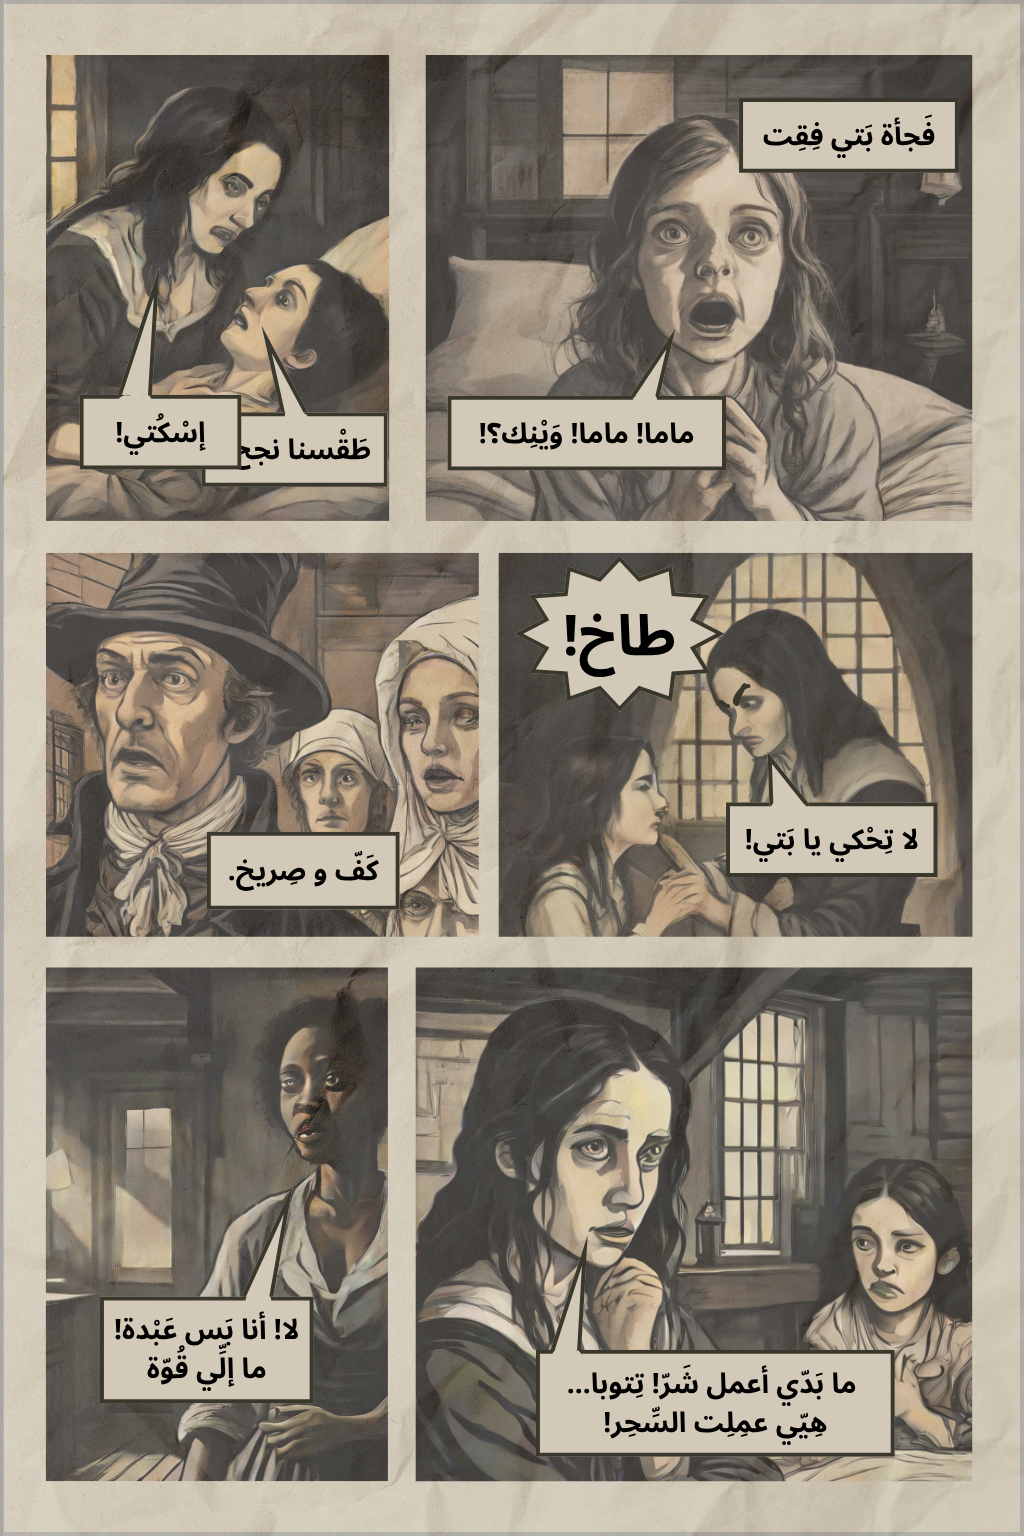 فَجأة بَتي فِقِت
ماما! ماما! وَيْنِك؟!
طَقْسنا نجح
إسْكُتي!
طاخ!
لا تِحْكي يا بَتي!
كَفّ و صِريخ.
ما بَدّي أعمل شَرّ! تِتوبا...
هِيّي عمِلِت السِّحِر!
لا! أنا بَس عَبْدة!
ما إلّي قُوّة